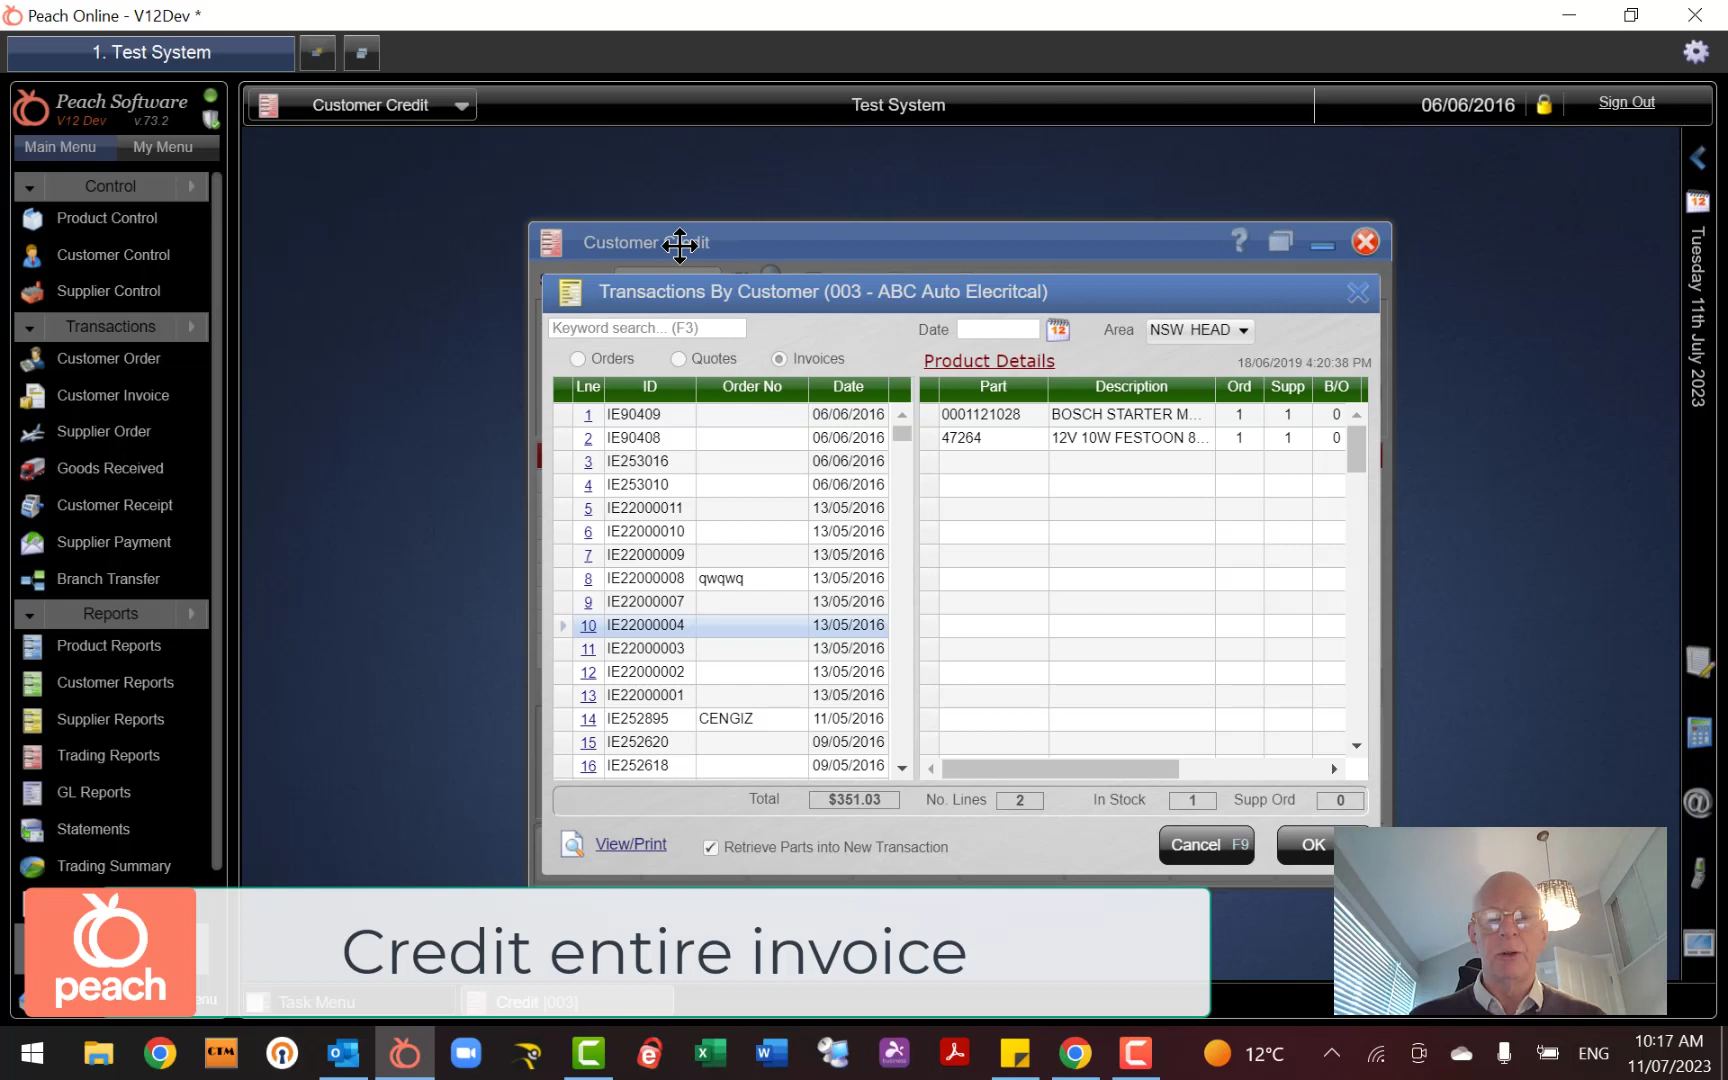 Peach Online - V12Dev *
1. Test System
Peach Software
V12 Dev v.73.2
Customer Credit
Test System
06/06/2016
Sign Out
Main Menu
My Menu
Control
Product Control
Customer Control
Supplier Control
Transactions
Customer Order
Customer Invoice
Supplier Order
Goods Received
Customer Receipt
Supplier Payment
Branch Transfer
Reports
Product Reports
Customer Reports
Supplier Reports
Trading Reports
GL Reports
Statements
Trading Summary
Customer
Transactions By Customer (003 - ABC Auto Elecritcal)
Keyword search... (F3)
Date 12 Area NSW HEAD
Orders Quotes Invoices
Product Details
18/06/2019 4:20:38 PM
Lne ID Order No Date
1 IE90409 06/06/2016
2 IE90408 06/06/2016
3 IE253016 06/06/2016
4 IE253010 06/06/2016
5 IE22000011 13/05/2016
6 IE22000010 13/05/2016
7 IE22000009 13/05/2016
8 IE22000008 qwqwq 13/05/2016
9 IE22000007 13/05/2016
10 IE22000004 13/05/2016
11 IE22000003 13/05/2016
12 IE22000002 13/05/2016
13 IE22000001 13/05/2016
14 IE252895 CENGIZ 11/05/2016
15 IE252620 09/05/2016
16 IE252618 09/05/2016
Part Description Ord Supp B/O
0001121028 BOSCH STARTER M... 1 1 0
47264 12V 10W FESTOON 8... 1 1 0
Total $351.03 No. Lines 2 In Stock 1 Supp Ord 0
View/Print
Retrieve Parts into New Transaction
Cancel F9
OK
12
Tuesday 11th July 2023
peach
Credit entire invoice
Task Menu
Credit [003]
CTM
12°C
ENG
10:17 AM
11/07/2023